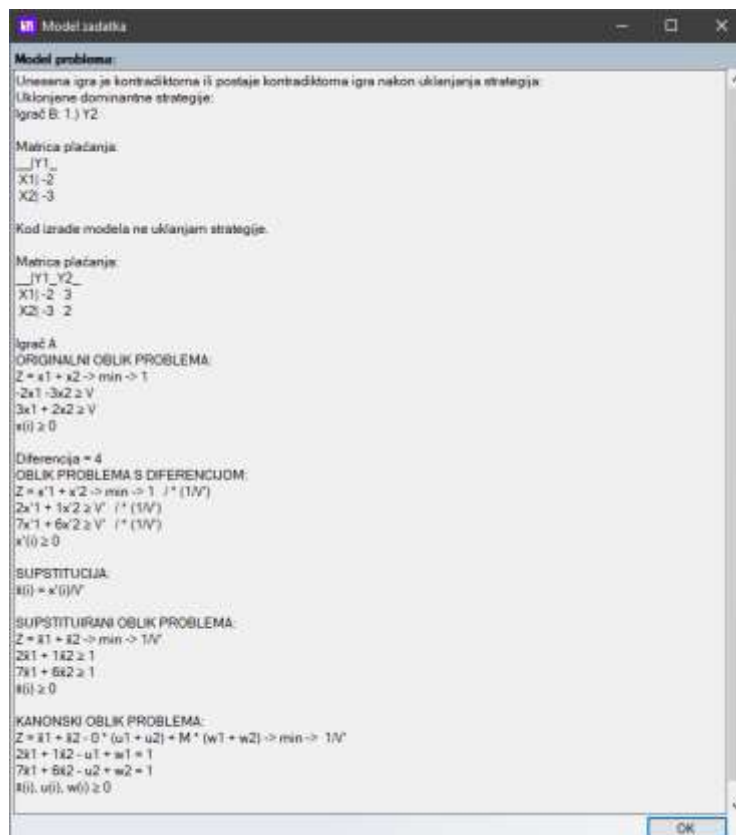 Model zadatka
Model problema:
Unesena igra je kontradiktorna ili postaje kontradiktorna igra nakon uklanjanja strategija:
Uklonjene dominantne strategije:
Igrač B: 1.) Y2
Matrica plaćanja:
__|Y1_
X1| -2
X2| -3
Kod izrade modela ne uklanjam strategije.
Matrica plaćanja:
__|Y1_Y2_
X1| -2 3
X2| -3 2
Igrač A
ORIGINALNI OBLIK PROBLEMA:
Z = x1 + x2 -> min -> 1
-2x1 -3x2 ≥ V
3x1 + 2x2 ≥ V
x(i) ≥ 0
Diferencija = 4
OBLIK PROBLEMA S DIFERENCIJOM:
Z = x'1 + x'2 -> min -> 1 / * (1/V')
2x'1 + 1x'2 ≥ V' / * (1/V')
7x'1 + 6x'2 ≥ V' / * (1/V')
x'(i) ≥ 0
SUPSTITUCIJA:
x̄(i) = x'(i)/V'
SUPSTITUIRANI OBLIK PROBLEMA:
Z = x̄1 + x̄2 -> min -> 1/V'
2x̄1 + 1x̄2 ≥ 1
7x̄1 + 6x̄2 ≥ 1
x̄(i) ≥ 0
KANONSKI OBLIK PROBLEMA:
Z = x̄1 + x̄2 - 0 * (u1 + u2) + M * (w1 + w2) -> min -> 1/V'
2x̄1 + 1x̄2 - u1 + w1 = 1
7x̄1 + 6x̄2 - u2 + w2 = 1
x̄(i), u(i), w(i) ≥ 0
OK